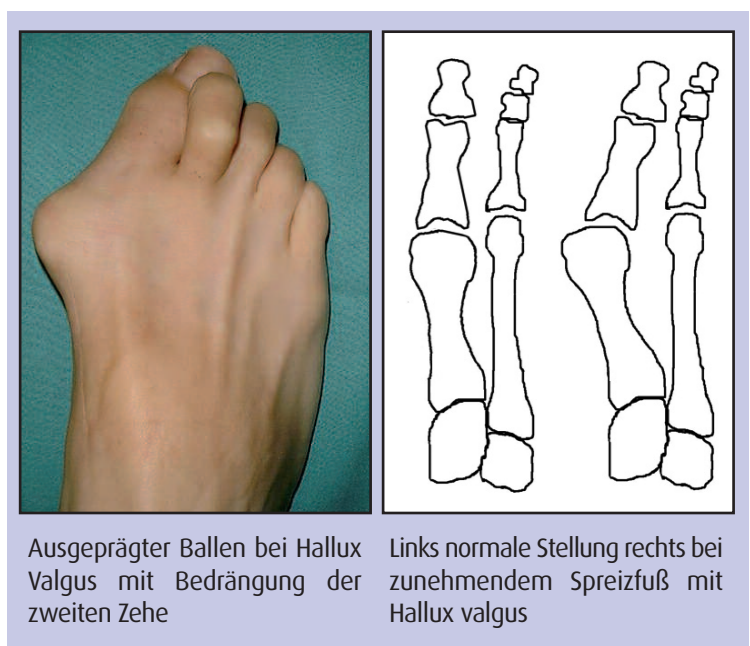 Ausgeprägter Ballen bei Hallux
Valgus mit Bedrängung der
zweiten Zehe
Links normale Stellung rechts bei
zunehmendem Spreizfuß mit
Hallux valgus